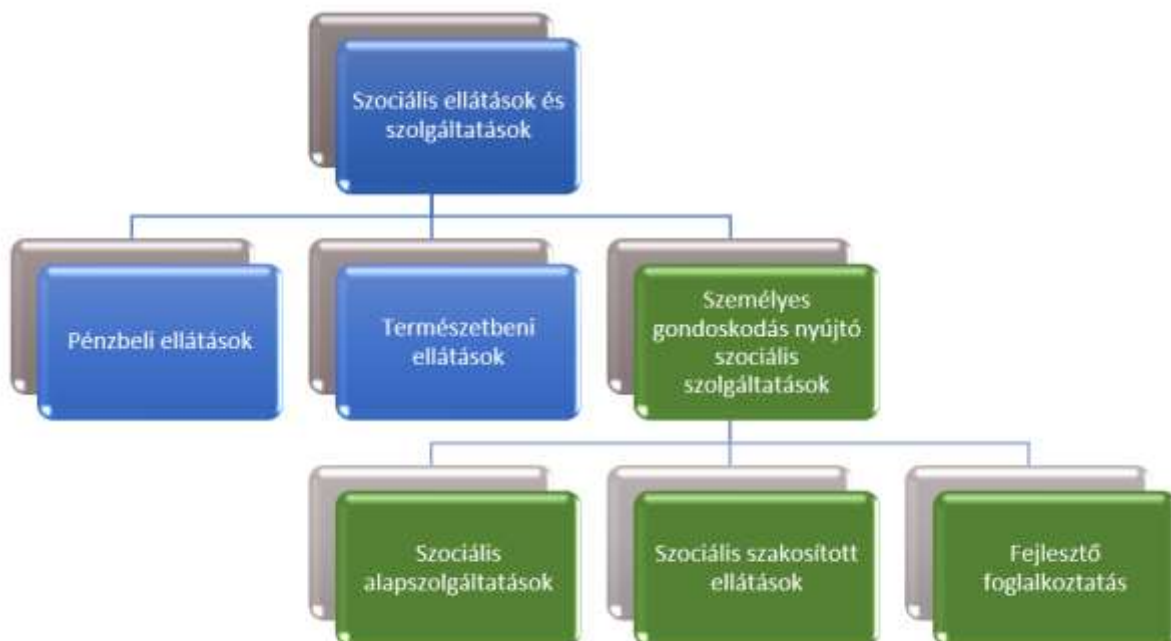 Szociális ellátások és
szolgáltatások
Pénzbeli ellátások
Természetbeni
ellátások
Személyes
gondoskodás nyújtó
szociális
szolgáltatások
Szociális
alapszolgáltatások
Szociális szakosított
ellátások
Fejlesztő
foglalkoztatás